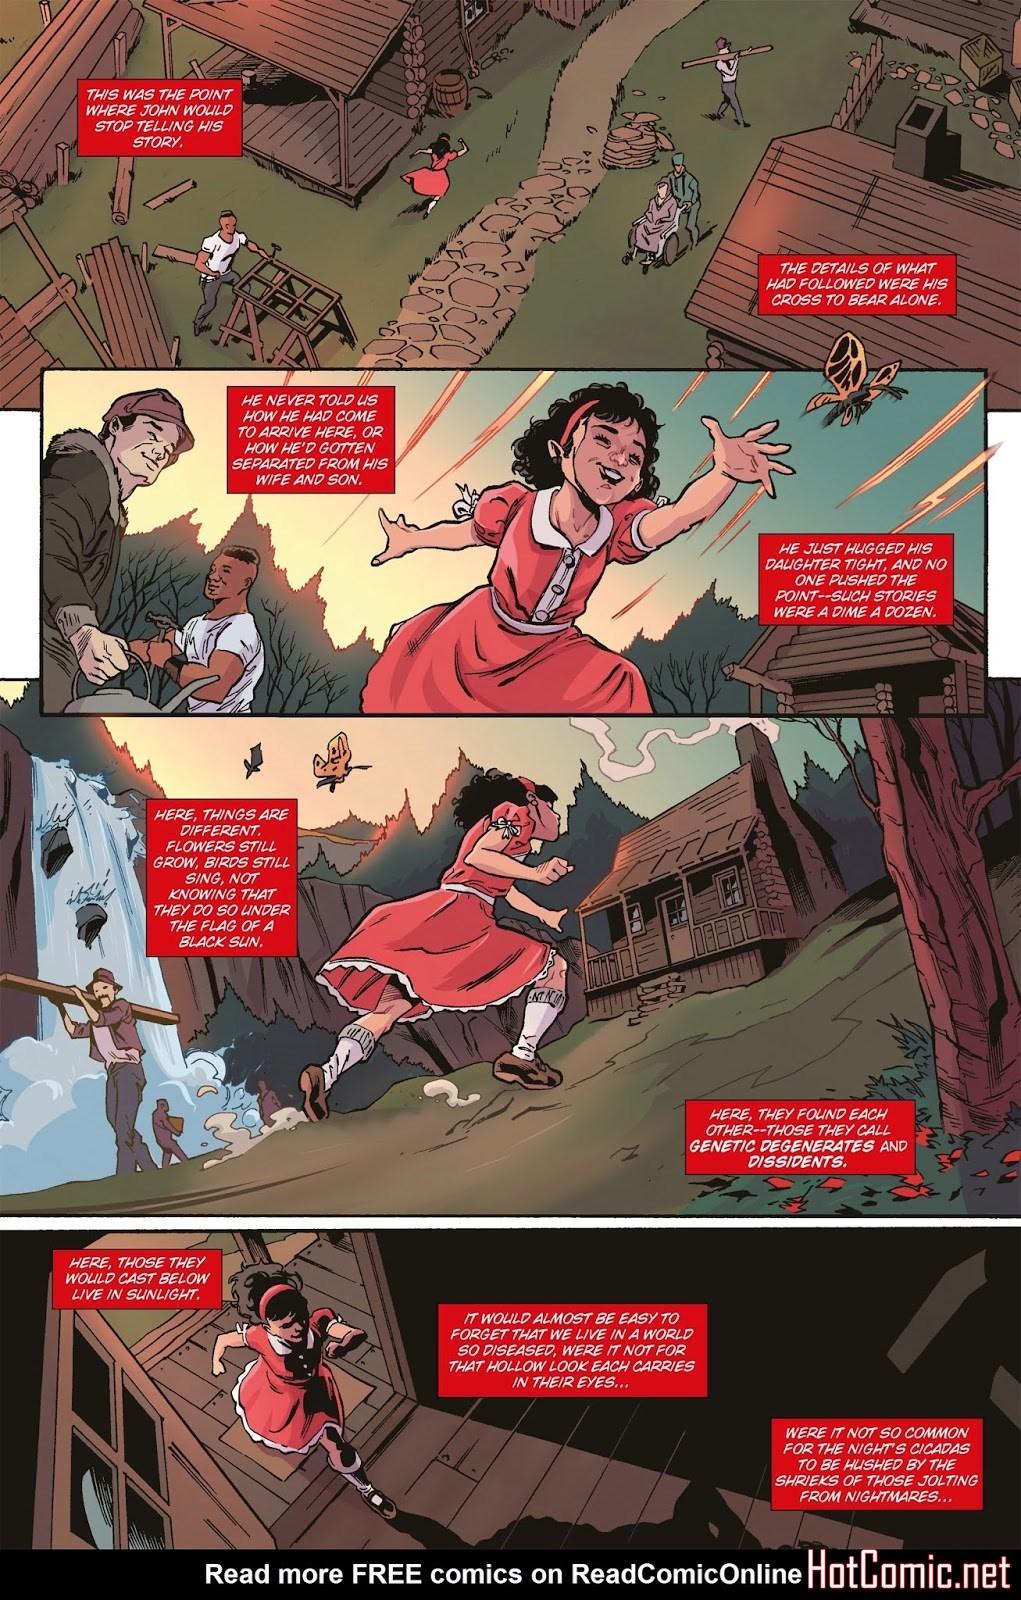 THIS WAS THE POINT
WHERE JOHN WOULD
STOP TELLING HIS
STORY.
THE DETAILS OF WHAT
HAD FOLLOWED WERE HIS
CROSS TO BEAR ALONE.
HE NEVER TOLD US
HOW HE HAD COME
TO ARRIVE HERE, OR
HOW HE'D GOTTEN
SEPARATED FROM HIS
WIFE AND SON.
HE JUST HUGGED HIS
DAUGHTER TIGHT, AND NO
ONE PUSHED THE
POINT--SUCH STORIES
WERE A DIME A DOZEN.
HERE, THINGS ARE
DIFFERENT.
FLOWERS STILL
GROW, BIRDS STILL
SING, NOT
KNOWING THAT
THEY DO SO UNDER
THE FLAG OF A
BLACK SUN.
HERE, THEY FOUND EACH
OTHER--THOSE THEY CALL
GENETIC DEGENERATES AND
DISSIDENTS.
HERE, THOSE THEY
WOULD CAST BELOW
LIVE IN SUNLIGHT.
IT WOULD ALMOST BE EASY TO
FORGET THAT WE LIVE IN A WORLD
SO DISEASED, WERE IT NOT FOR
THAT HOLLOW LOOK EACH CARRIES
IN THEIR EYES...
WERE IT NOT SO COMMON
FOR THE NIGHT'S CICADAS
TO BE HUSHED BY THE
SHRIEKS OF THOSE JOLTING
FROM NIGHTMARES...
Read more FREE comics on ReadComicOnline
HotComic.net